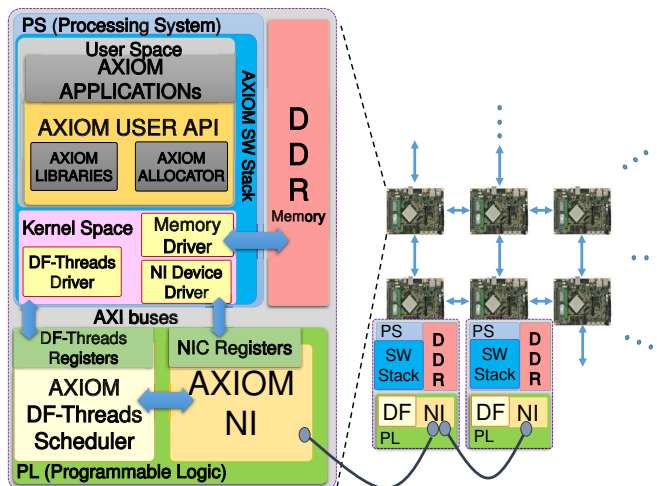 PS (Processing System)
User Space
AXIOM
APPLICATIONs
AXIOM USER API
AXIOM
LIBRARIES
AXIOM
ALLOCATOR
AXIOM SW Stack
D
D
R
Memory
Kernel Space
Memory
Driver
DF-Threads
Driver
NI Device
Driver
AXI buses
DF-Threads
Registers
NIC Registers
AXIOM
DF-Threads
Scheduler
AXIOM
NI
PL (Programmable Logic)
PS
SW
Stack
D
D
R
DF
NI
PL
PS
SW
Stack
D
D
R
DF
NI
PL